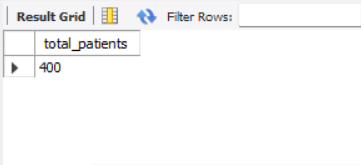 Result Grid Filter Rows:
total_patients
400